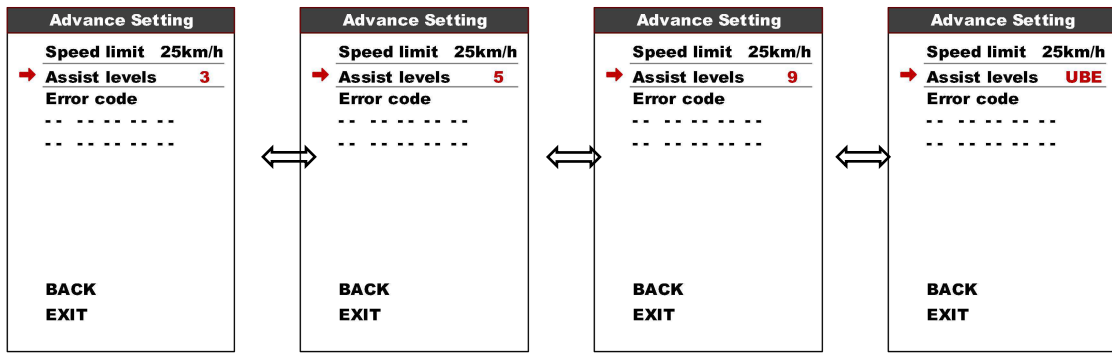 Advance Setting
Speed limit 25km/h
Assist levels 3
Error code
-- -- -- -- --
-- -- -- -- --
BACK
EXIT
Advance Setting
Speed limit 25km/h
Assist levels 5
Error code
-- -- -- -- --
-- -- -- -- --
BACK
EXIT
Advance Setting
Speed limit 25km/h
Assist levels 9
Error code
-- -- -- -- --
-- -- -- -- --
BACK
EXIT
Advance Setting
Speed limit 25km/h
Assist levels UBE
Error code
-- -- -- -- --
-- -- -- -- --
BACK
EXIT